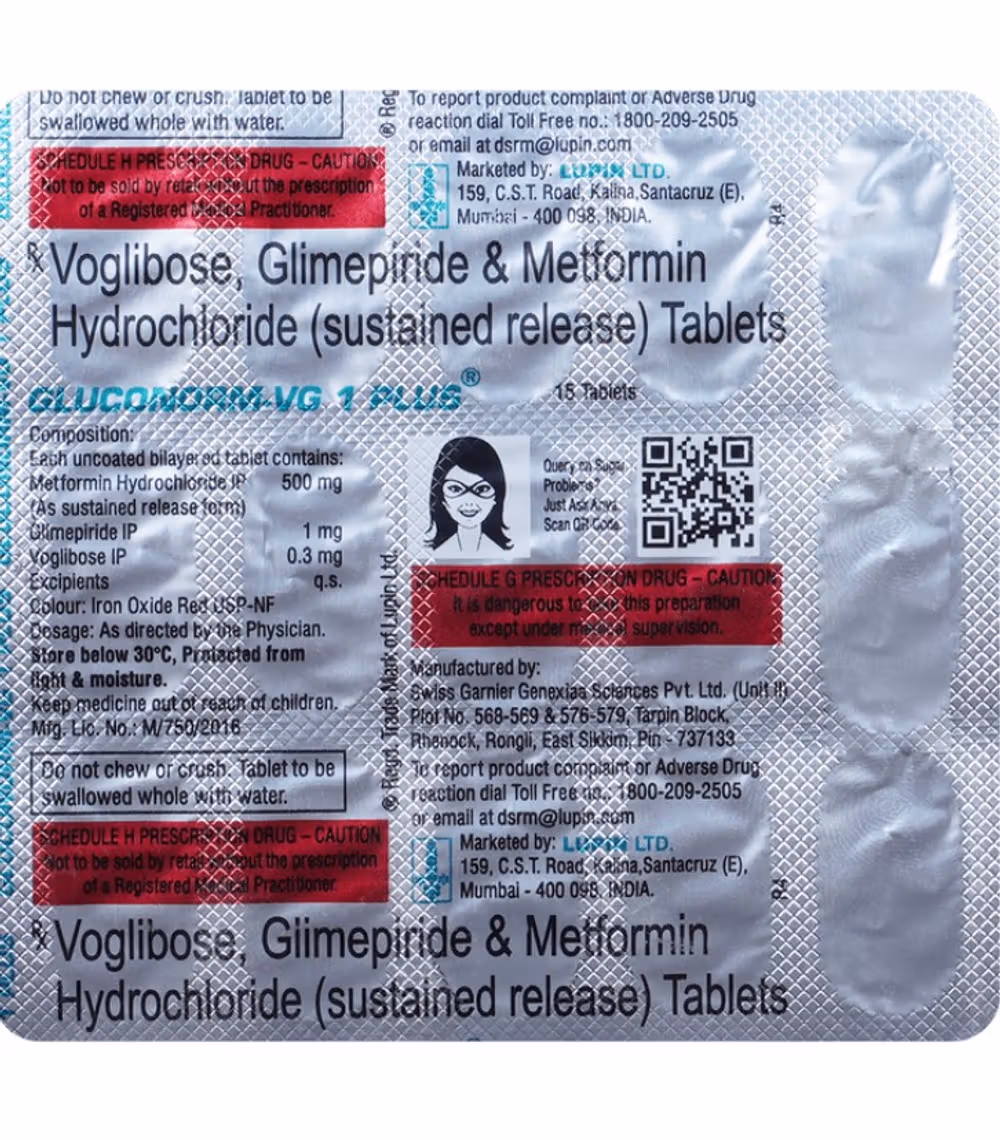 Do not chew or crush. Tablet to be
swallowed whole with water.
SCHEDULE H PRESCRIPTION DRUG – CAUTION
Not to be sold by retail without the prescription
of a Registered Medical Practitioner.
® Reg
To report product complaint or Adverse Drug
reaction dial Toll Free no.: 1800-209-2505
or email at dsrm@lupin.com
Marketed by: LUPIN LTD.
159, C.S.T. Road, Kalina,Santacruz (E),
Mumbai - 400 098, INDIA.
R4
Rx Voglibose, Glimepiride & Metformin
Hydrochloride (sustained release) Tablets
GLUCONORM-VG 1 PLUS®
15 Tablets
Composition:
Each uncoated bilayered tablet contains:
Metformin Hydrochloride IP 500 mg
(As sustained release form)
Glimepiride IP 1 mg
Voglibose IP 0.3 mg
Excipients q.s.
Colour: Iron Oxide Red USP-NF
Dosage: As directed by the Physician.
Store below 30°C, Protected from
light & moisture.
Keep medicine out of reach of children.
Mfg. Lic. No.: M/750/2016
Do not chew or crush. Tablet to be
swallowed whole with water.
SCHEDULE H PRESCRIPTION DRUG – CAUTION
Not to be sold by retail without the prescription
of a Registered Medical Practitioner.
® Regd. Trade Mark of Lupin Ltd.
Query on Sugar
Problems?
Just Ask Anya
Scan QR Code
SCHEDULE G PRESCRIPTION DRUG – CAUTION
It is dangerous to take this preparation
except under medical supervision.
Manufactured by:
Swiss Garnier Genexiaa Sciences Pvt. Ltd. (Unit II)
Plot No. 568-569 & 576-579, Tarpin Block,
Rhenock, Rongli, East Sikkim, Pin - 737133
To report product complaint or Adverse Drug
reaction dial Toll Free no.: 1800-209-2505
or email at dsrm@lupin.com
Marketed by: LUPIN LTD.
159, C.S.T. Road, Kalina,Santacruz (E),
Mumbai - 400 098, INDIA.
R4
Rx Voglibose, Glimepiride & Metformin
Hydrochloride (sustained release) Tablets